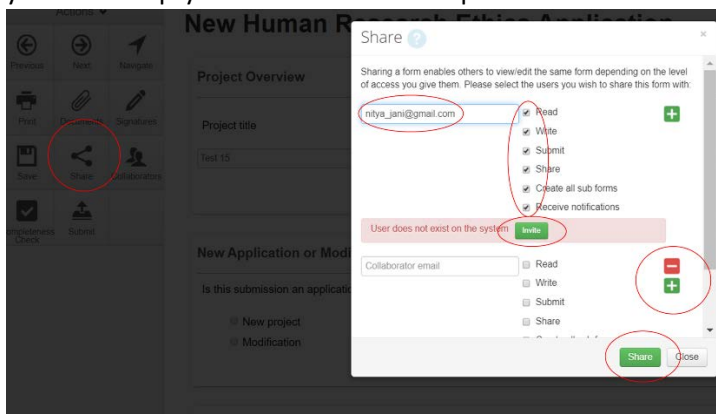 Actions
New Human Research Ethics Application
Previous
Next
Navigate
Print
Documents
Signatures
Save
Share
Collaborators
Completeness
Check
Submit
Project Overview
Project title
Test 15
New Application or Modi
Is this submission an applicatio
New project
Modification
Share ?
×
Sharing a form enables others to view/edit the same form depending on the level
of access you give them. Please select the users you wish to share this form with:
nitya_jani@gmail.com
Read
Write
Submit
Share
Create all sub forms
Receive notifications
User does not exist on the system
Invite
Collaborator email
Read
Write
Submit
Share
Share
Close